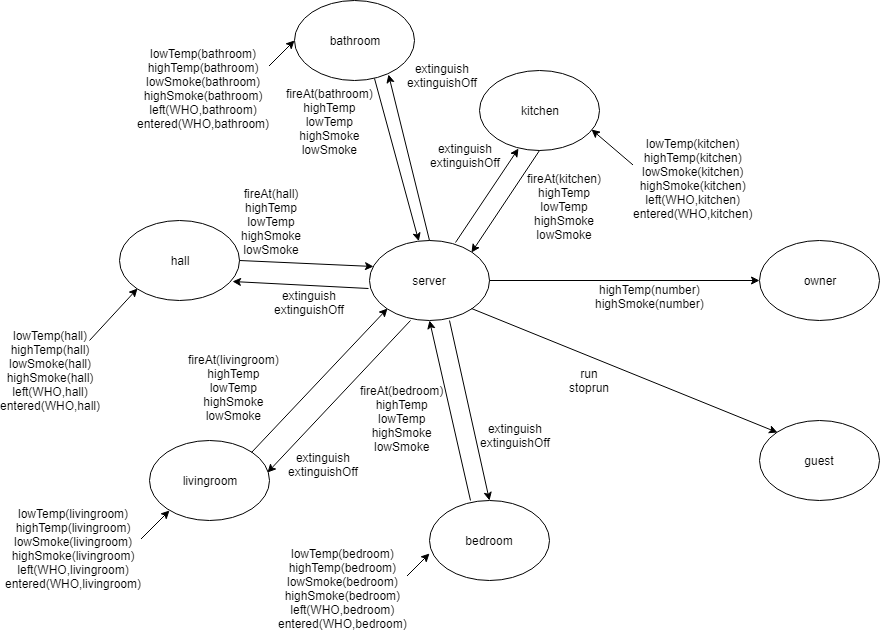 bathroom
lowTemp(bathroom)
highTemp(bathroom)
lowSmoke(bathroom)
highSmoke(bathroom)
left(WHO,bathroom)
entered(WHO,bathroom)
extinguish
extinguishOff
fireAt(bathroom)
highTemp
lowTemp
highSmoke
lowSmoke
kitchen
extinguish
extinguishOff
lowTemp(kitchen)
highTemp(kitchen)
lowSmoke(kitchen)
highSmoke(kitchen)
left(WHO,kitchen)
entered(WHO,kitchen)
fireAt(kitchen)
highTemp
lowTemp
highSmoke
lowSmoke
fireAt(hall)
highTemp
lowTemp
highSmoke
lowSmoke
hall
server
owner
highTemp(number)
highSmoke(number)
extinguish
extinguishOff
lowTemp(hall)
highTemp(hall)
lowSmoke(hall)
highSmoke(hall)
left(WHO,hall)
entered(WHO,hall)
fireAt(livingroom)
highTemp
lowTemp
highSmoke
lowSmoke
run
stoprun
fireAt(bedroom)
highTemp
lowTemp
highSmoke
lowSmoke
extinguish
extinguishOff
extinguish
extinguishOff
guest
livingroom
lowTemp(livingroom)
highTemp(livingroom)
lowSmoke(livingroom)
highSmoke(livingroom)
left(WHO,livingroom)
entered(WHO,livingroom)
bedroom
lowTemp(bedroom)
highTemp(bedroom)
lowSmoke(bedroom)
highSmoke(bedroom)
left(WHO,bedroom)
entered(WHO,bedroom)